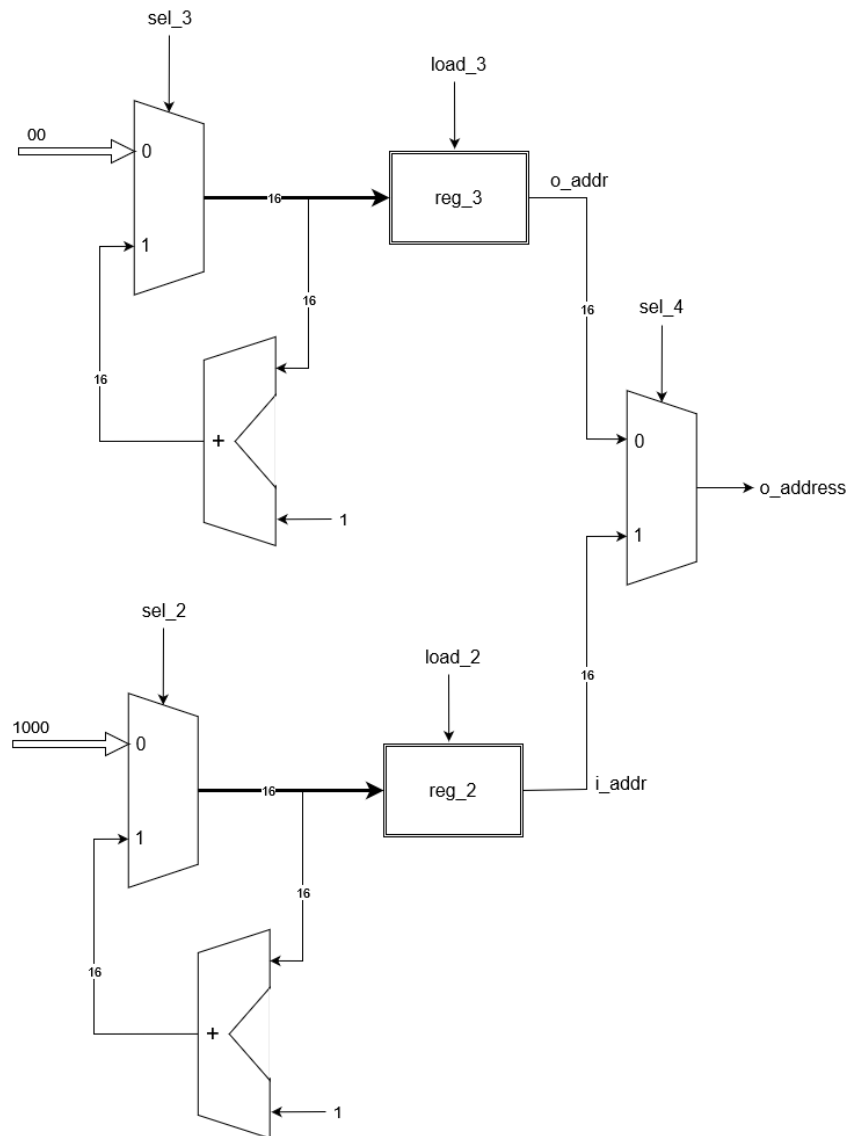 sel_3
load_3
00
0
16
reg_3
o_addr
1
16
16
sel_4
16
+
0
o_address
1
1
sel_2
load_2
16
1000
0
16
reg_2
i_addr
1
16
16
+
1